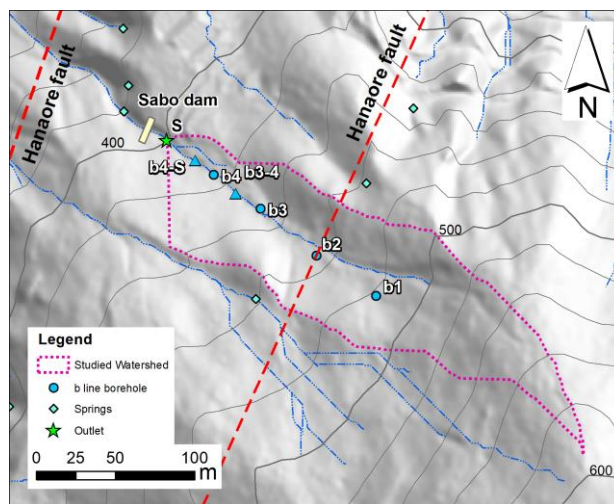 Hanaore fault
Hanaore fault
N
Sabo dam
S
400
b4-S
b4
b3-4
b3
b2
500
b1
Legend
Studied Watershed
b line borehole
Springs
Outlet
0 25 50 100
m
600